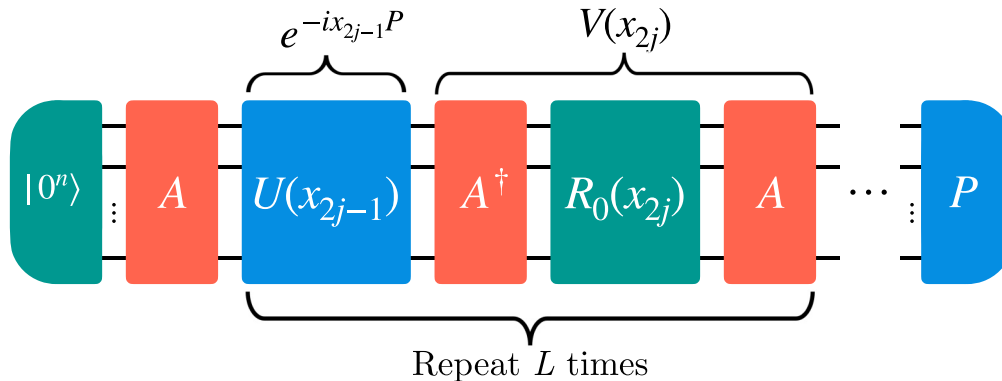 e^{-ix_{2j-1}P} V(x_{2j})
|0^n⟩ A U(x_{2j-1}) A^† R_0(x_{2j}) A ··· P
⋮ ⋮
Repeat L times